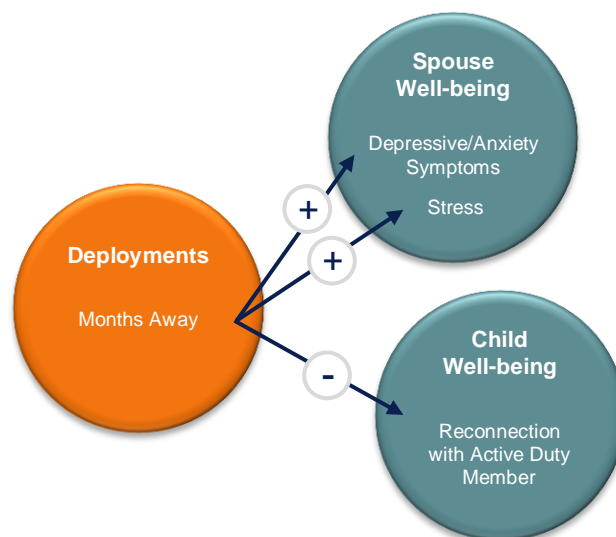 Spouse
Well-being
Depressive/Anxiety
Symptoms
Stress
+
+
Deployments
Months Away
-
Child
Well-being
Reconnection
with Active Duty
Member